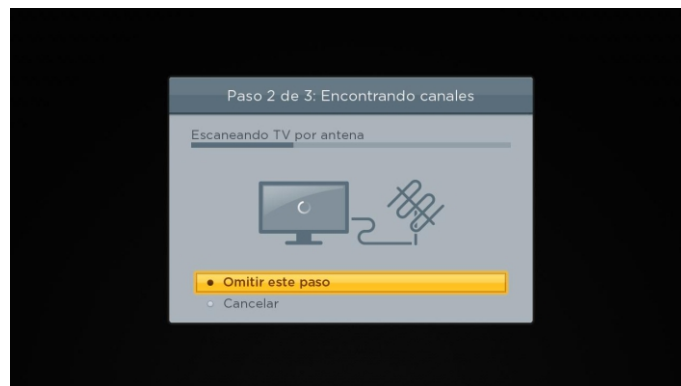 Paso 2 de 3: Encontrando canales
Escaneando TV por antena
Omitir este paso
Cancelar